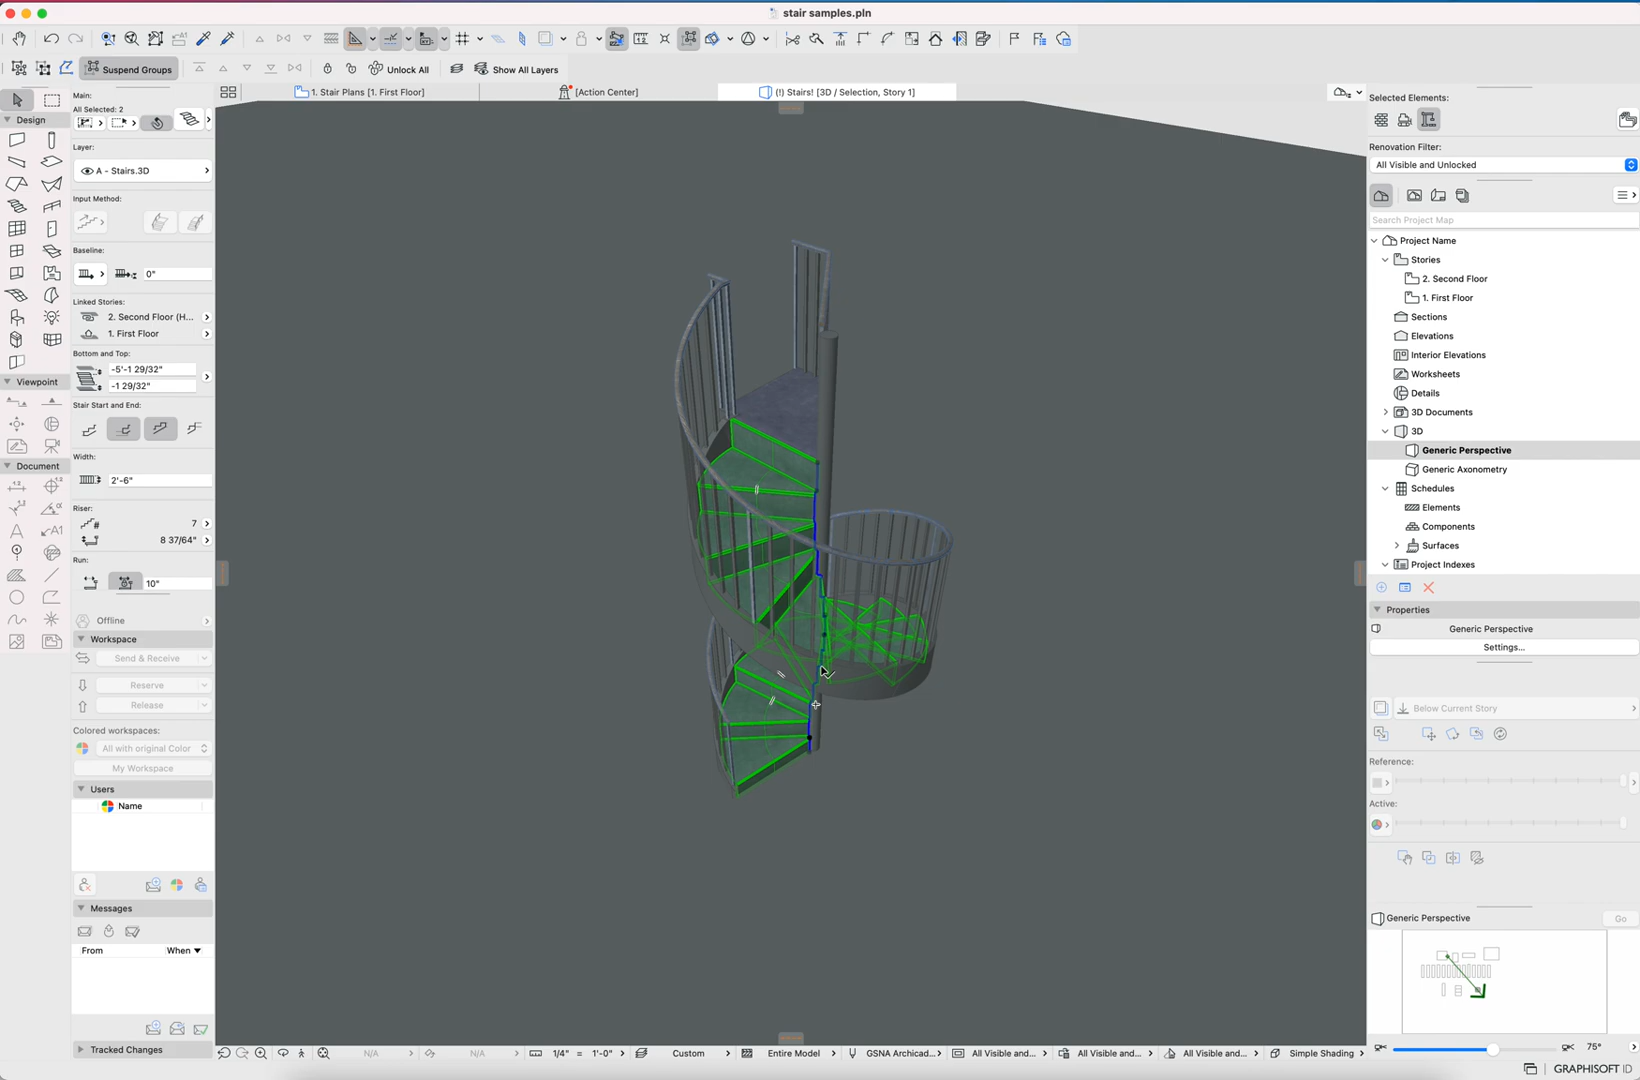 stair samples.pln
Suspend Groups
Unlock All
Show All Layers
Main:
All Selected: 2
1. Stair Plans [1. First Floor]
[Action Center]
(!) Stairs! [3D / Selection, Story 1]
Design
Viewpoint
Document
Layer:
A - Stairs.3D
Input Method:
Baseline:
0"
Linked Stories:
2. Second Floor (H...
1. First Floor
Bottom and Top:
-5'-1 29/32"
-1 29/32"
Stair Start and End:
Width:
2'-6"
Riser:
7
8 37/64"
Run:
10"
Offline
Workspace
Send & Receive
Reserve
Release
Colored workspaces:
All with original Color
My Workspace
Users
Name
Messages
From When
Tracked Changes
Selected Elements:
Renovation Filter:
All Visible and Unlocked
Search Project Map
Project Name
Stories
2. Second Floor
1. First Floor
Sections
Elevations
Interior Elevations
Worksheets
Details
3D Documents
3D
Generic Perspective
Generic Axonometry
Schedules
Elements
Components
Surfaces
Project Indexes
Properties
Generic Perspective
Settings...
Below Current Story
Reference:
Active:
Generic Perspective
Go
75°
N/A
N/A
1/4" = 1'-0"
Custom
Entire Model
GSNA Archicad...
All Visible and...
All Visible and...
All Visible and...
Simple Shading
GRAPHISOFT ID